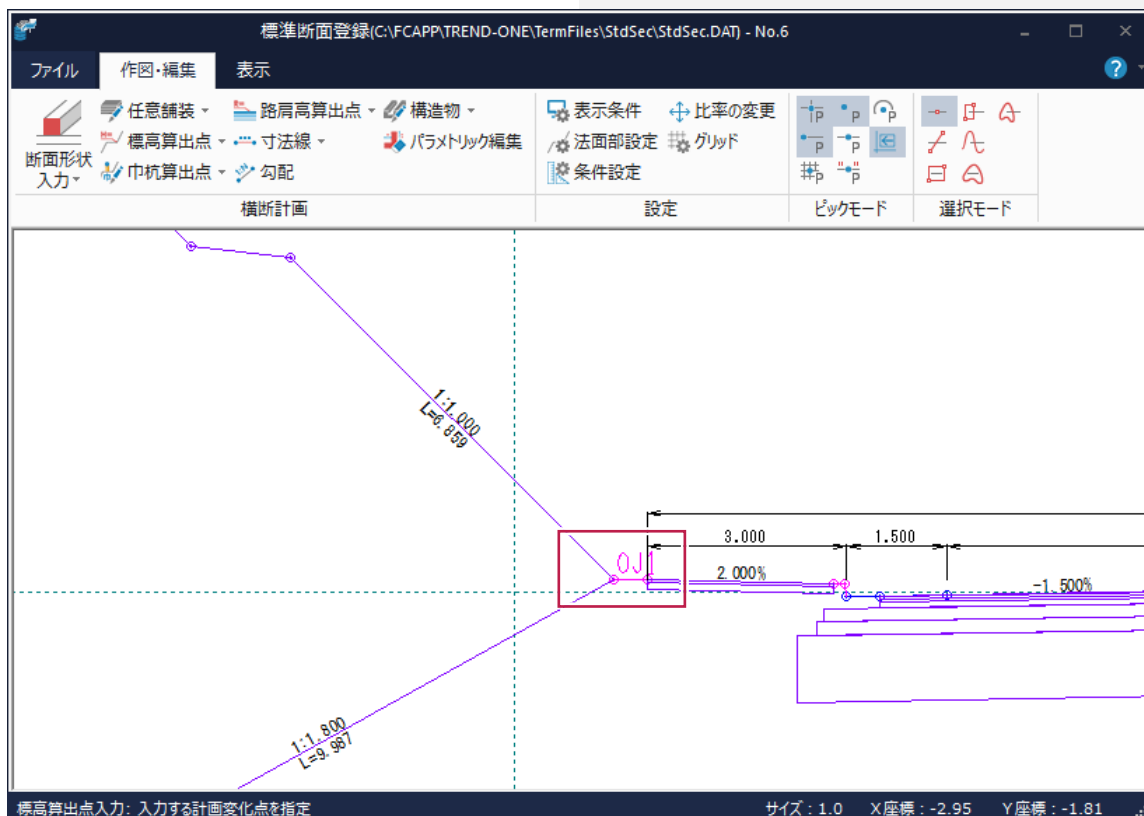 標準断面登録(C:\FCAPP\TREND-ONE\TermFiles\StdSec\StdSec.DAT) - No.6
ファイル 作図・編集 表示
任意舗装 路肩高算出点 構造物
標高算出点 寸法線 パラメトリック編集
巾杭算出点 勾配
断面形状
入力
横断計画
表示条件 比率の変更
法面部設定 グリッド
条件設定
設定
ピックモード
選択モード
1:1.000
L=6.859
OJ1
3.000 1.500
2.000% -1.500%
1:1.800
L=9.987
標高算出点入力: 入力する計画変化点を指定 サイズ : 1.0 X座標 : -2.95 Y座標 : -1.81